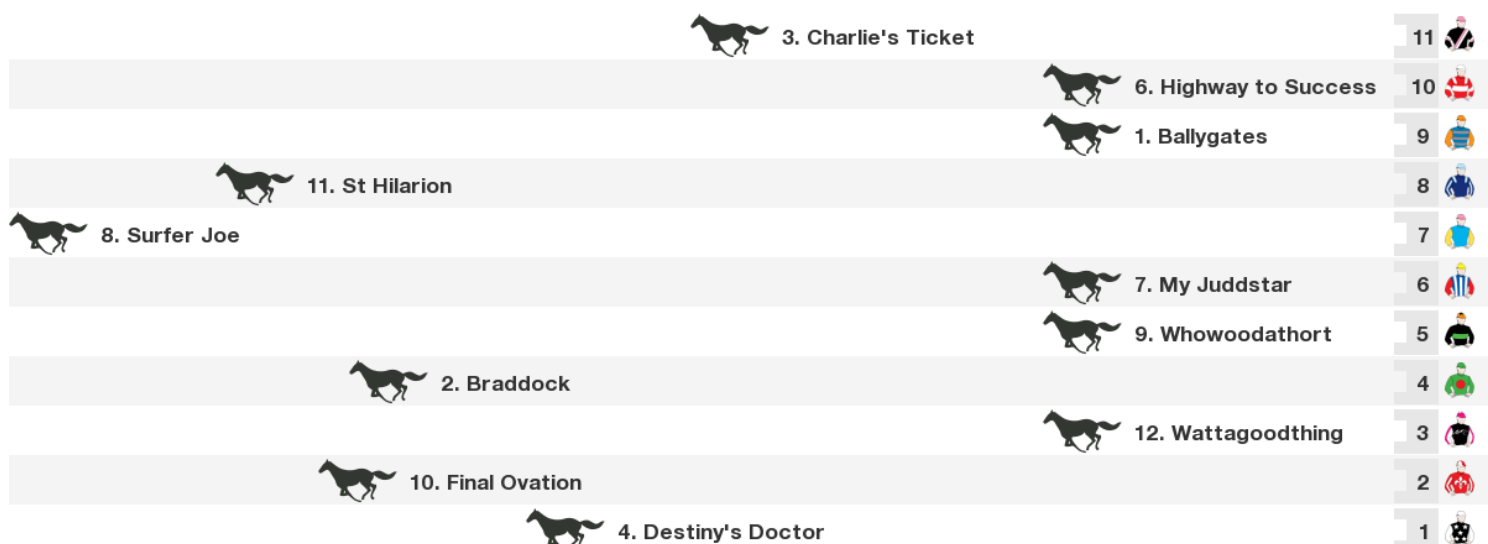 3. Charlie's Ticket 11
6. Highway to Success 10
1. Ballygates 9
11. St Hilarion 8
8. Surfer Joe 7
7. My Juddstar 6
9. Whowoodathort 5
2. Braddock 4
12. Wattagoodthing 3
10. Final Ovation 2
4. Destiny's Doctor 1